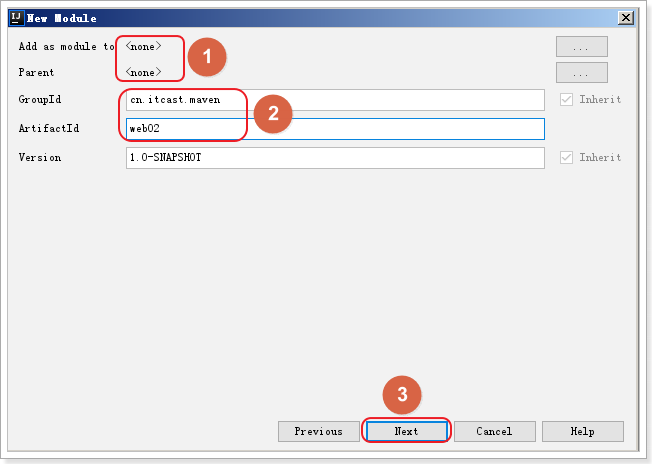 IJ New Module
Add as module to <none> ...
1
Parent <none> ...
GroupId cn.itcast.maven Inherit
2
ArtifactId web02
Version 1.0-SNAPSHOT Inherit
3
Previous Next Cancel Help